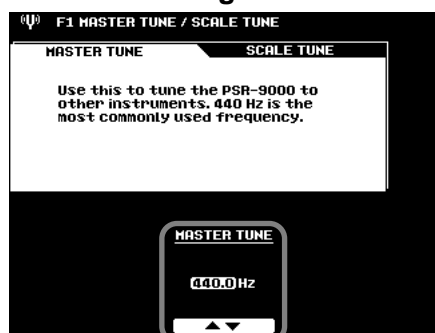 F1 MASTER TUNE / SCALE TUNE
MASTER TUNE SCALE TUNE
Use this to tune the PSR-9000 to
other instruments. 440 Hz is the
most commonly used frequency.
MASTER TUNE
440.0 Hz